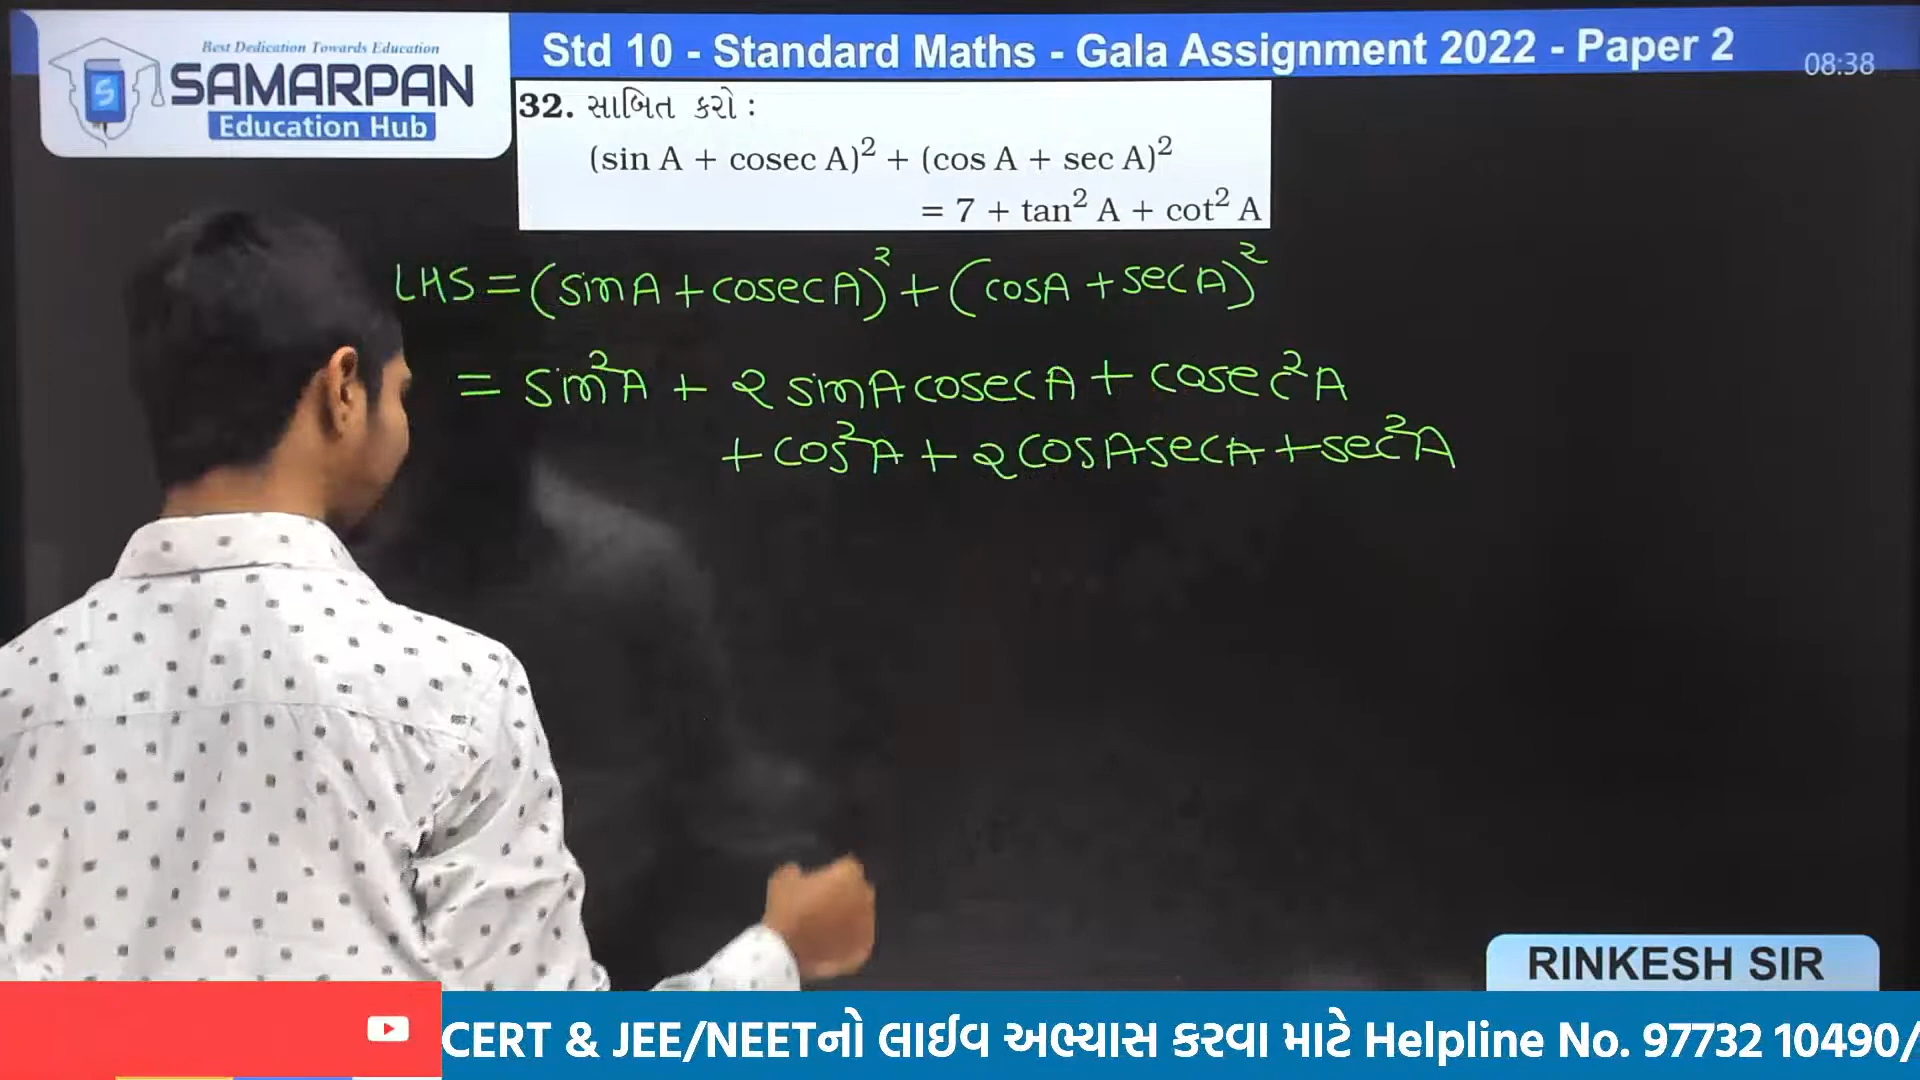 Best Dedication Towards Education
SAMARPAN
Education Hub
Std 10 - Standard Maths - Gala Assignment 2022 - Paper 2
08:38
32. સાબિત કરો :
(sin A + cosec A)² + (cos A + sec A)²
= 7 + tan² A + cot² A
LHS = (sinA + cosecA)² + (cosA + secA)²
= sin²A + 2 sinA cosecA + cosec²A
+ cos²A + 2 cosA secA + sec²A
RINKESH SIR
CERT & JEE/NEETનો લાઈવ અભ્યાસ કરવા માટે Helpline No. 97732 10490/